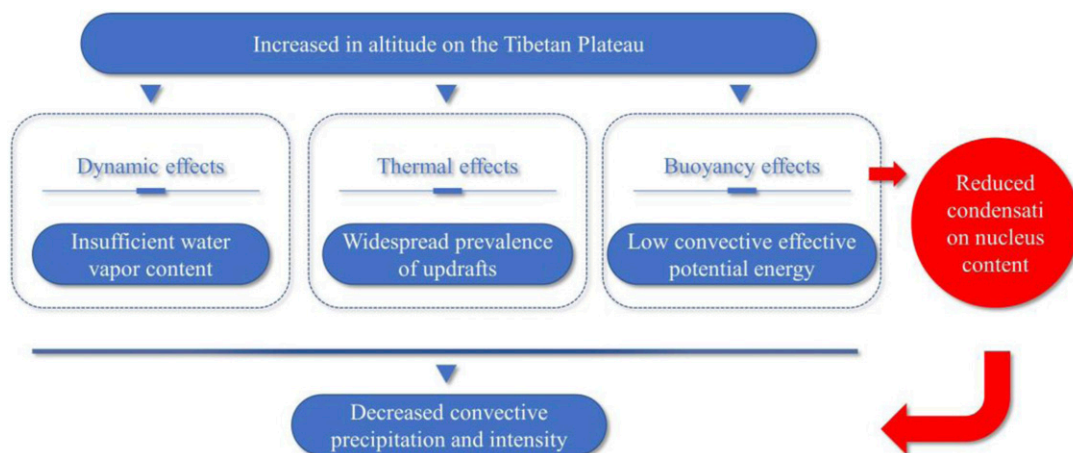 Increased in altitude on the Tibetan Plateau
Dynamic effects
Insufficient water
vapor content
Thermal effects
Widespread prevalence
of updrafts
Buoyancy effects
Low convective effective
potential energy
Reduced
condensati
on nucleus
content
Decreased convective
precipitation and intensity